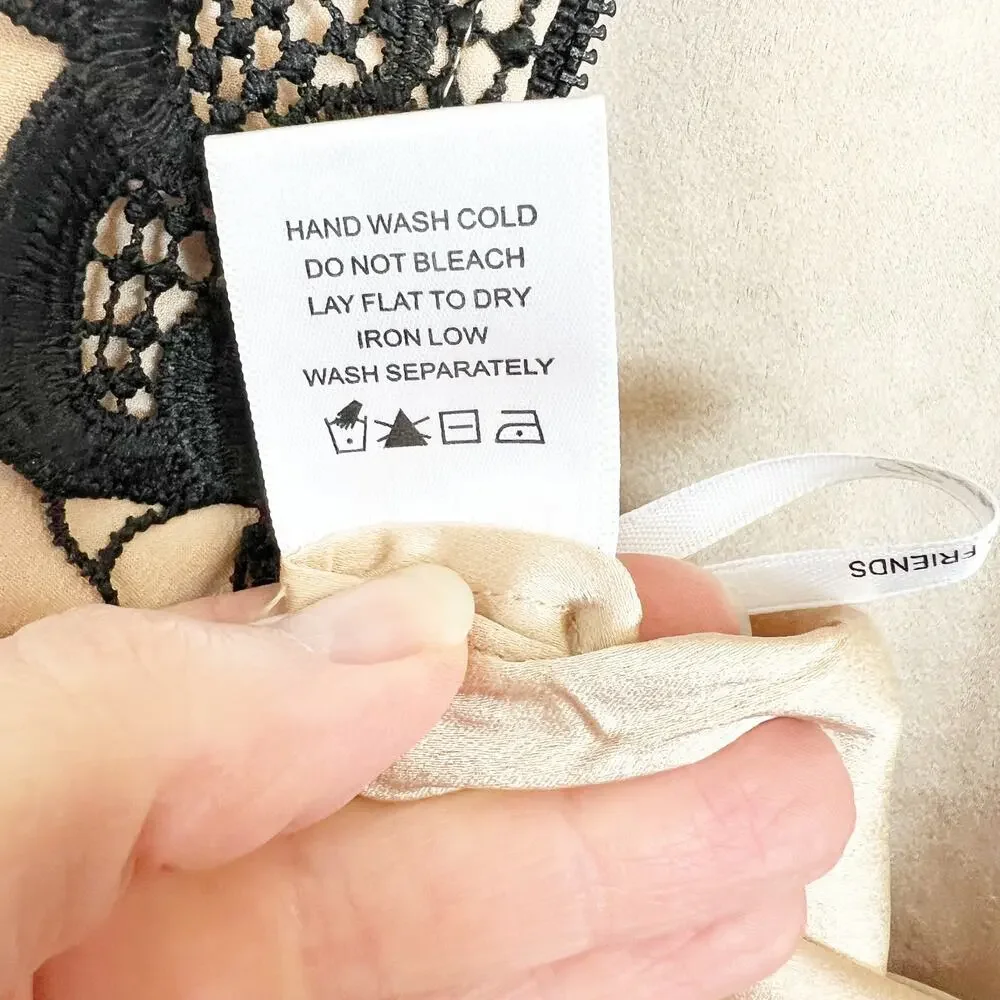 HAND WASH COLD
DO NOT BLEACH
LAY FLAT TO DRY
IRON LOW
WASH SEPARATELY
FRIENDS